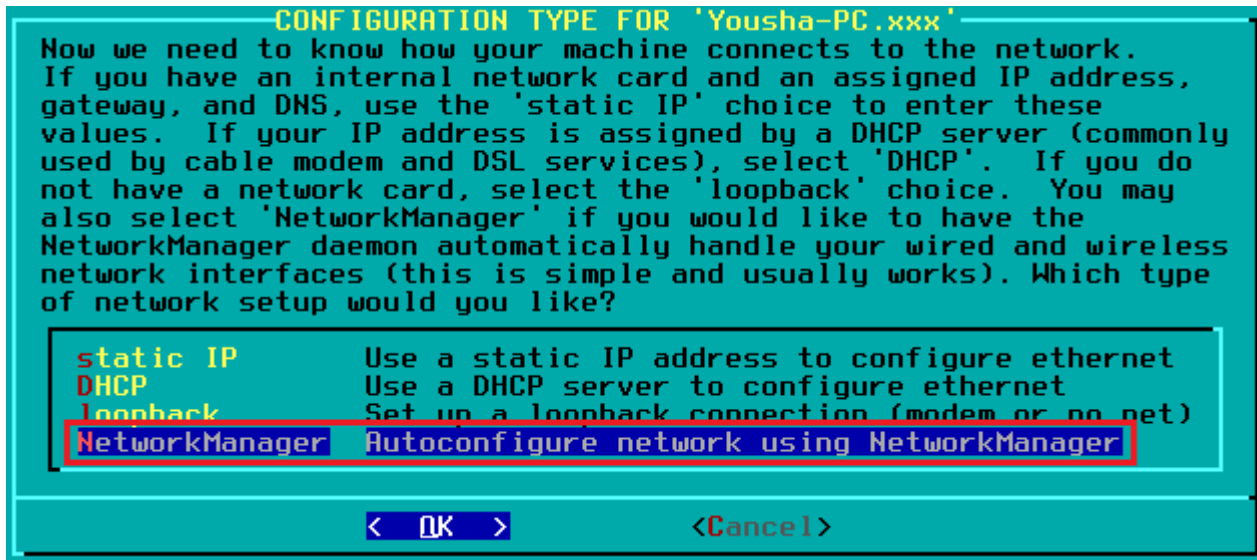 CONFIGURATION TYPE FOR 'Yousha-PC.xxx'
Now we need to know how your machine connects to the network.
If you have an internal network card and an assigned IP address,
gateway, and DNS, use the 'static IP' choice to enter these
values.  If your IP address is assigned by a DHCP server (commonly
used by cable modem and DSL services), select 'DHCP'.  If you do
not have a network card, select the 'loopback' choice.  You may
also select 'NetworkManager' if you would like to have the
NetworkManager daemon automatically handle your wired and wireless
network interfaces (this is simple and usually works). Which type
of network setup would you like?
static IP Use a static IP address to configure ethernet
DHCP Use a DHCP server to configure ethernet
loopback Set up a loopback connection (modem or no net)
NetworkManager Autoconfigure network using NetworkManager
<  OK  > <Cancel>